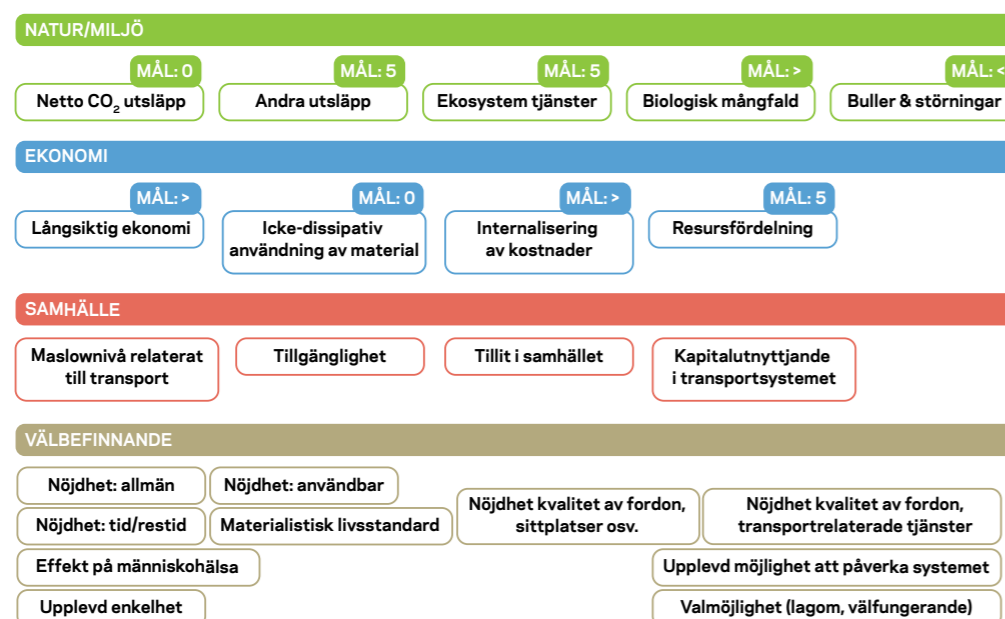 NATUR/MILJÖ
MÅL: 0
MÅL: 5
MÅL: 5
MÅL: >
MÅL: <
Netto CO₂ utsläpp
Andra utsläpp
Ekosystem tjänster
Biologisk mångfald
Buller & störningar
EKONOMI
MÅL: >
MÅL: 0
MÅL: >
MÅL: 5
Långsiktig ekonomi
Icke-dissipativ
användning av material
Internalisering
av kostnader
Resursfördelning
SAMHÄLLE
Maslownivå relaterat
till transport
Tillgänglighet
Tillit i samhället
Kapitalutnyttjande
i transportsystemet
VÄLBEFINNANDE
Nöjdhet: allmän
Nöjdhet: användbar
Nöjdhet: tid/restid
Materialistisk livsstandard
Nöjdhet kvalitet av fordon,
sittplatser osv.
Nöjdhet kvalitet av fordon,
transportrelaterade tjänster
Effekt på människohälsa
Upplevd möjlighet att påverka systemet
Upplevd enkelhet
Valmöjlighet (lagom, välfungerande)